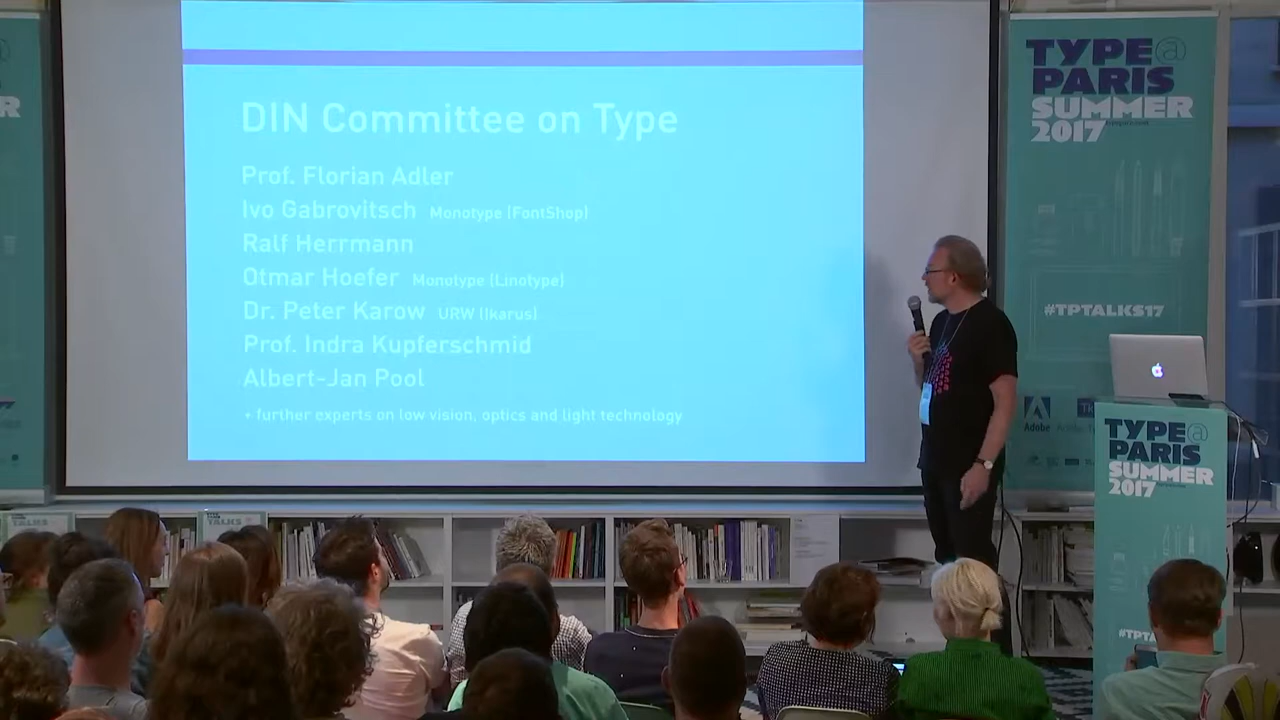 DIN Committee on Type
Prof. Florian Adler
Ivo Gabrovitsch Monotype (FontShop)
Ralf Herrmann
Otmar Hoefer Monotype (Linotype)
Dr. Peter Karow URW (Ikarus)
Prof. Indra Kupferschmid
Albert-Jan Pool
+ further experts on low vision, optics and light technology
TYPE@
PARIS
SUMMER
2017
#TPTALKS17
Adobe
TYPE@
PARIS
SUMMER
2017
TALKS
TALKS